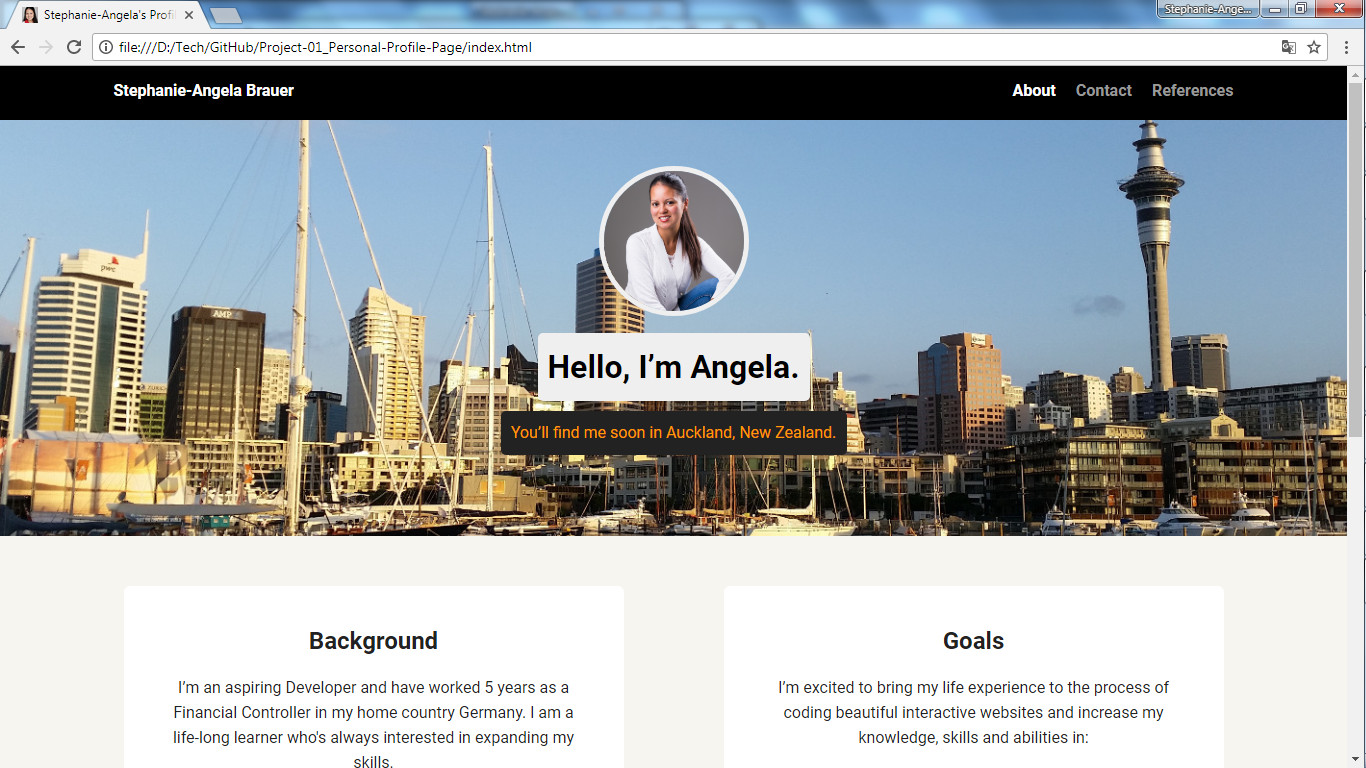 Stephanie-Angela's Profi
Stephanie-Ange...
file:///D:/Tech/GitHub/Project-01_Personal-Profile-Page/index.html
Stephanie-Angela Brauer
About Contact References
pwc
AMP
Hello, I’m Angela.
You’ll find me soon in Auckland, New Zealand.
Background
I’m an aspiring Developer and have worked 5 years as a
Financial Controller in my home country Germany. I am a
life-long learner who's always interested in expanding my
skills.
Goals
I’m excited to bring my life experience to the process of
coding beautiful interactive websites and increase my
knowledge, skills and abilities in: